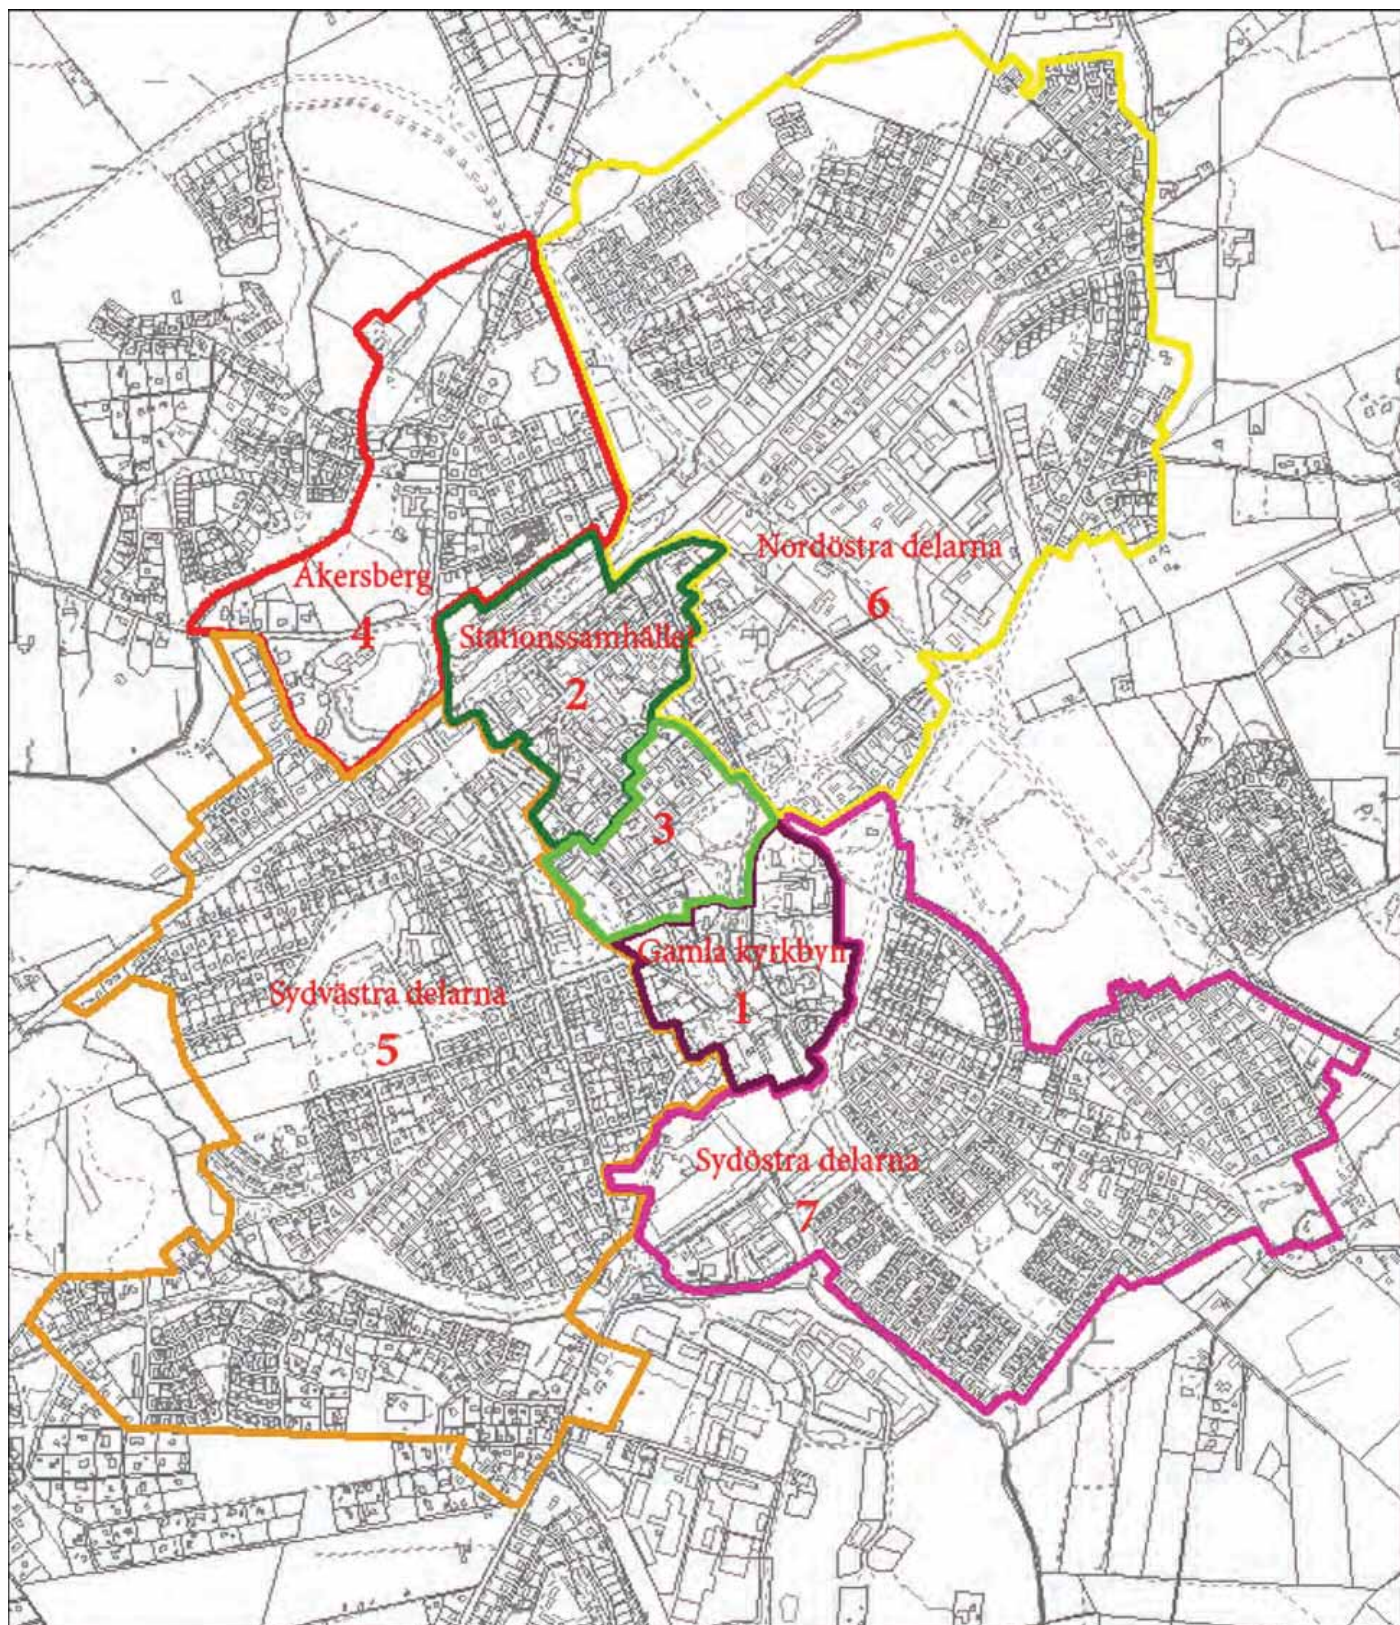 Nordöstra delarna
6
Åkersberg
4
Stationssamhället
2
3
Gamla kyrkbyn
1
Sydvästra delarna
5
Sydöstra delarna
7